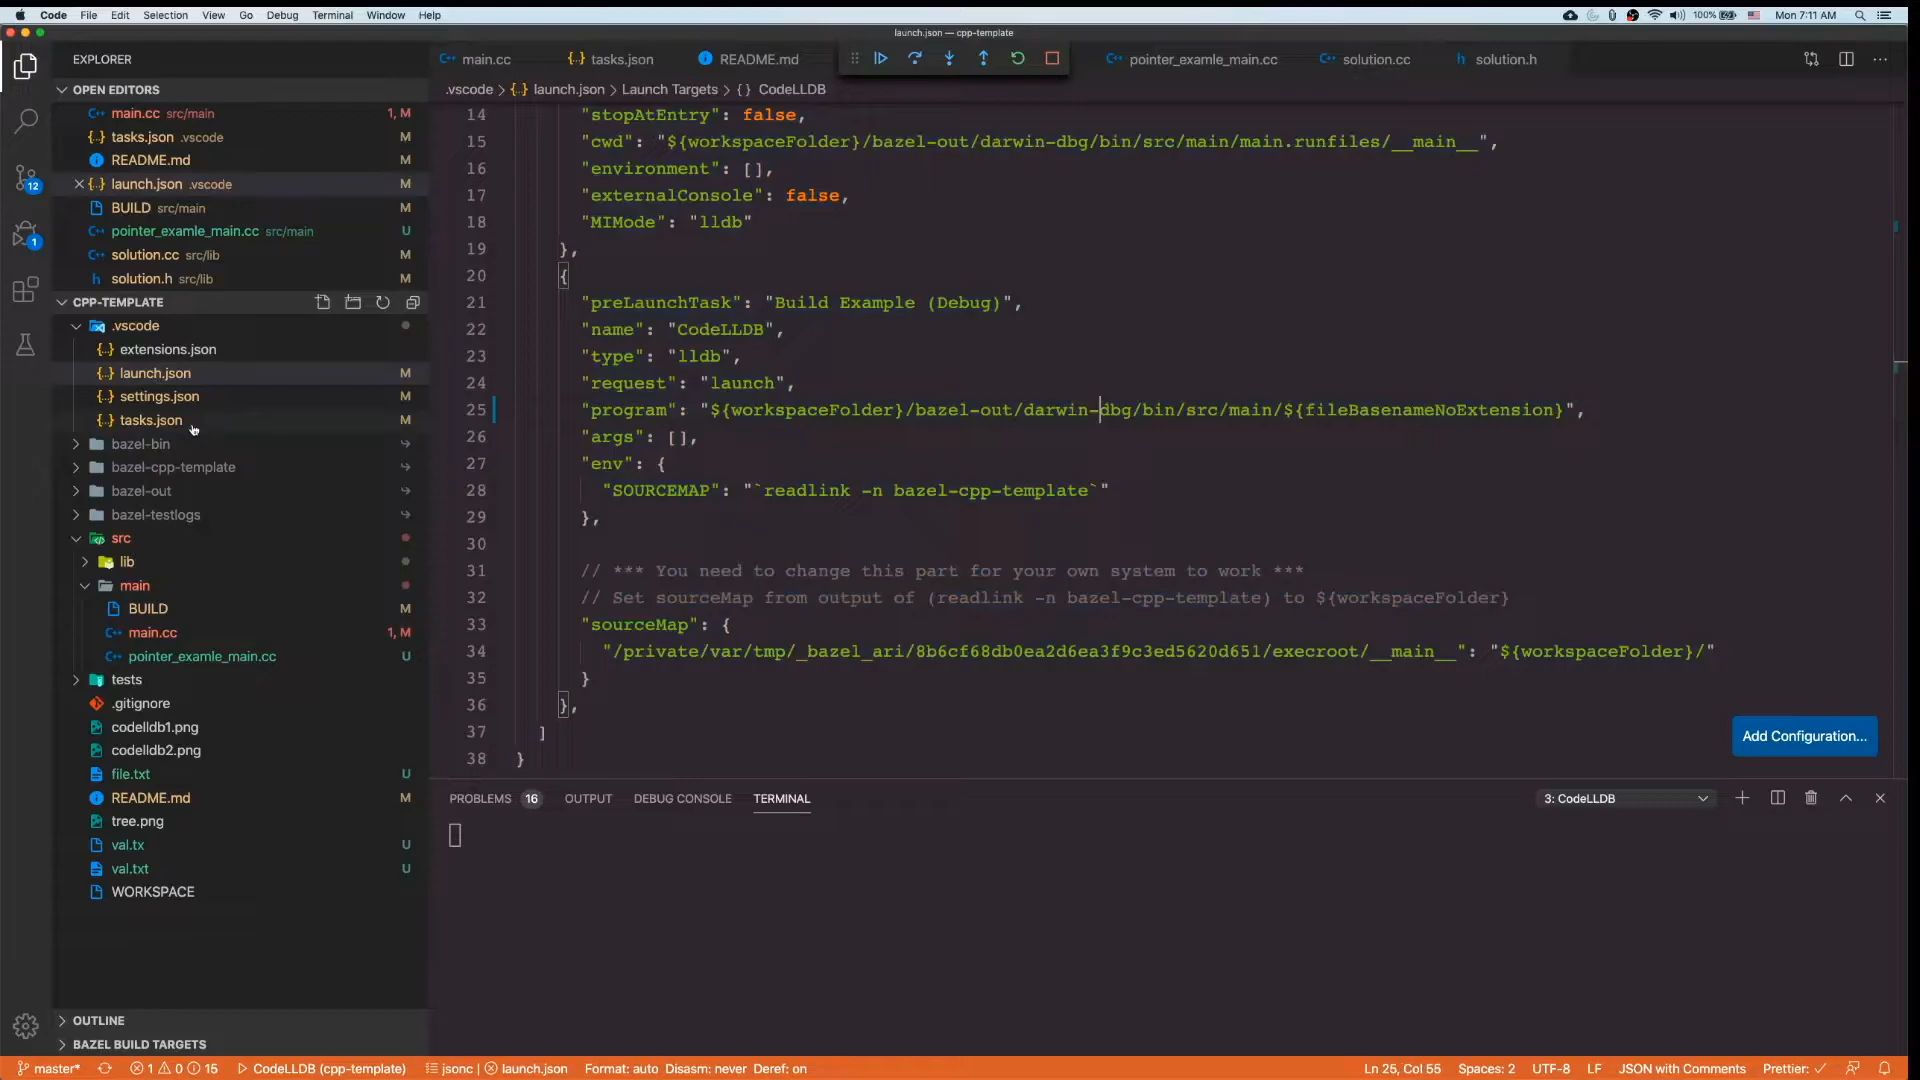 Code File Edit Selection View Go Debug Terminal Window Help
100% Mon 7:11 AM
launch.json — cpp-template
EXPLORER
main.cc tasks.json README.md pointer_examle_main.cc solution.cc solution.h
.vscode > {..} launch.json > Launch Targets > {} CodeLLDB
OPEN EDITORS
main.cc src/main 1, M
tasks.json .vscode M
README.md M
launch.json .vscode M
BUILD src/main M
pointer_examle_main.cc src/main U
solution.cc src/lib M
solution.h src/lib M
CPP-TEMPLATE
.vscode
extensions.json
launch.json M
settings.json M
tasks.json M
bazel-bin
bazel-cpp-template
bazel-out
bazel-testlogs
src
lib
main
BUILD M
main.cc 1, M
pointer_examle_main.cc U
tests
.gitignore
codelldb1.png
codelldb2.png
file.txt U
README.md M
tree.png
val.tx U
val.txt U
WORKSPACE
OUTLINE
BAZEL BUILD TARGETS
12
1
14 "stopAtEntry": false,
15 "cwd": "${workspaceFolder}/bazel-out/darwin-dbg/bin/src/main/main.runfiles/__main__",
16 "environment": [],
17 "externalConsole": false,
18 "MIMode": "lldb"
19 },
20 {
21 "preLaunchTask": "Build Example (Debug)",
22 "name": "CodeLLDB",
23 "type": "lldb",
24 "request": "launch",
25 "program": "${workspaceFolder}/bazel-out/darwin-dbg/bin/src/main/${fileBasenameNoExtension}",
26 "args": [],
27 "env": {
28 "SOURCEMAP": "`readlink -n bazel-cpp-template`"
29 },
30
31 // *** You need to change this part for your own system to work ***
32 // Set sourceMap from output of (readlink -n bazel-cpp-template) to ${workspaceFolder}
33 "sourceMap": {
34 "/private/var/tmp/_bazel_ari/8b6cf68db0ea2d6ea3f9c3ed5620d651/execroot/__main__": "${workspaceFolder}/"
35 }
36 },
37 ]
38 }
Add Configuration...
PROBLEMS 16 OUTPUT DEBUG CONSOLE TERMINAL 3: CodeLLDB
master* 1 0 15 CodeLLDB (cpp-template) jsonc | launch.json Format: auto Disasm: never Deref: on Ln 25, Col 55 Spaces: 2 UTF-8 LF JSON with Comments Prettier: ✓